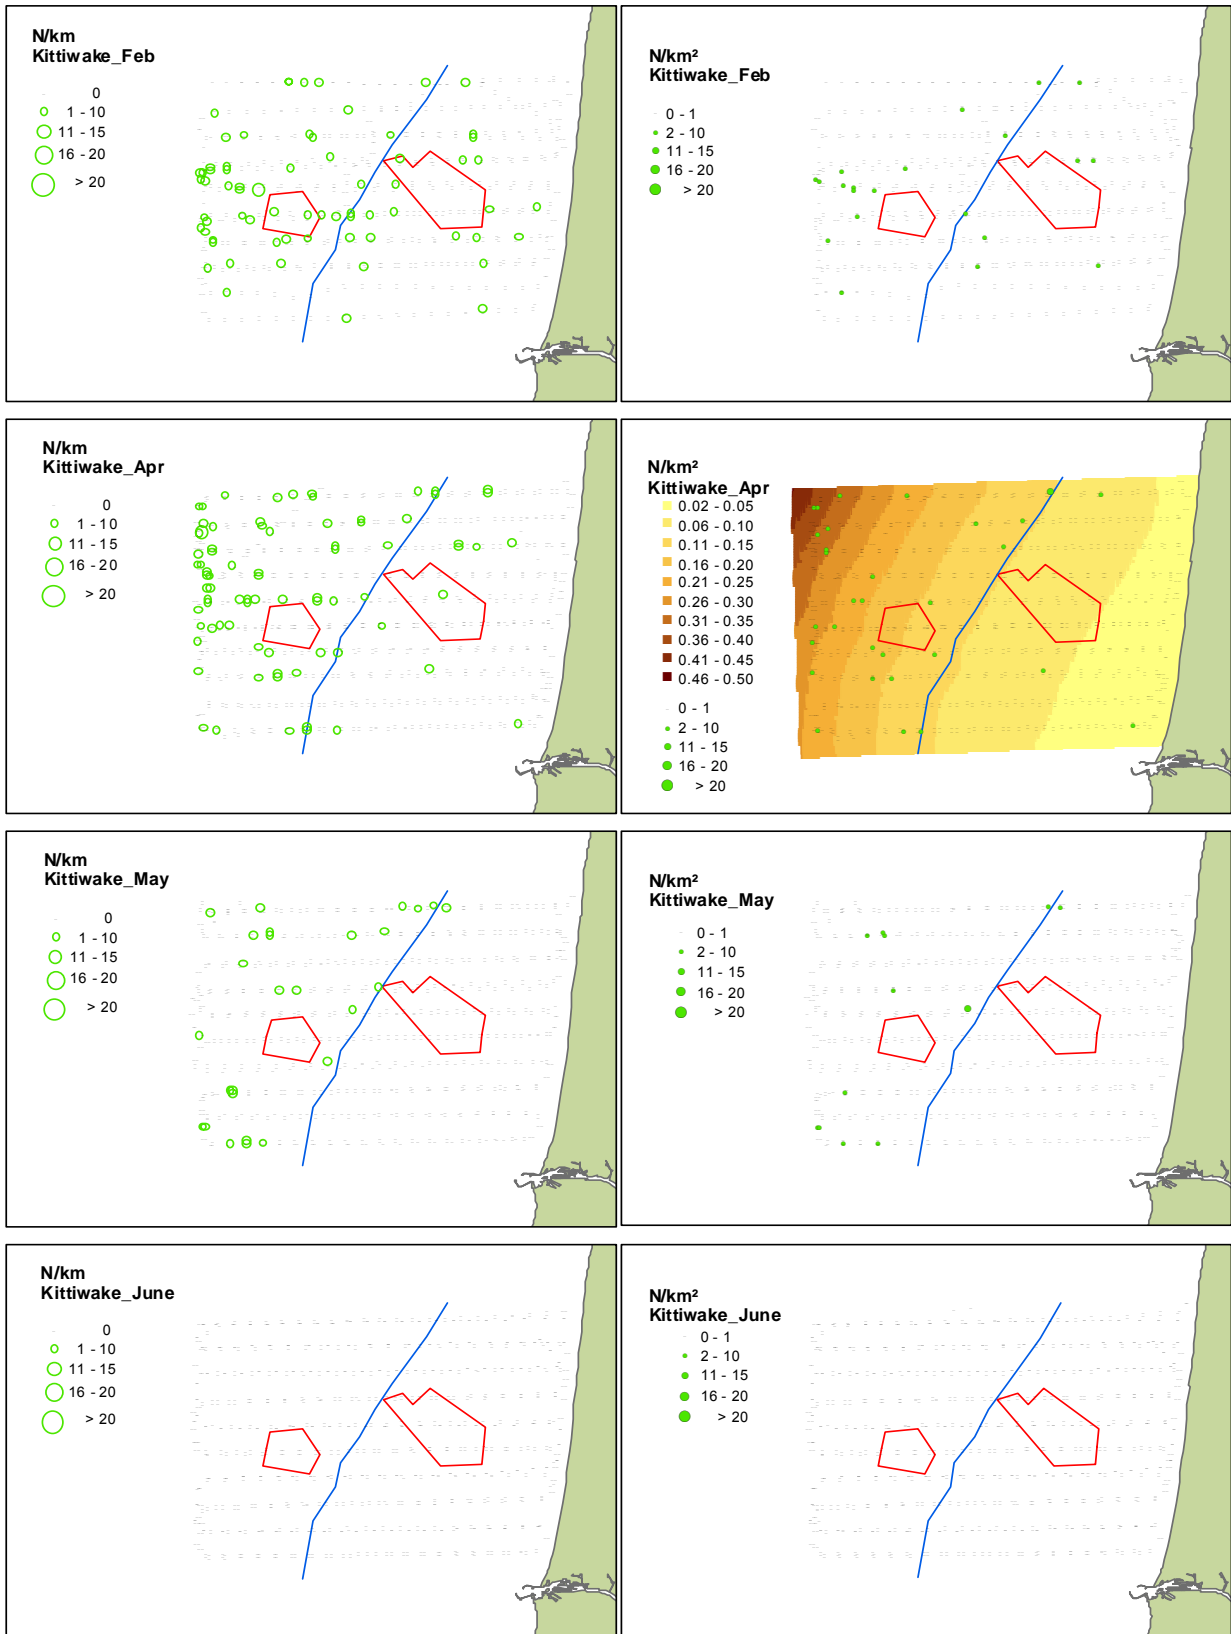 N/km
Kittiwake_Feb
0
1 - 10
11 - 15
16 - 20
> 20
N/km²
Kittiwake_Feb
0 - 1
2 - 10
11 - 15
16 - 20
> 20
N/km
Kittiwake_Apr
0
1 - 10
11 - 15
16 - 20
> 20
N/km²
Kittiwake_Apr
0.02 - 0.05
0.06 - 0.10
0.11 - 0.15
0.16 - 0.20
0.21 - 0.25
0.26 - 0.30
0.31 - 0.35
0.36 - 0.40
0.41 - 0.45
0.46 - 0.50
0 - 1
2 - 10
11 - 15
16 - 20
> 20
N/km
Kittiwake_May
0
1 - 10
11 - 15
16 - 20
> 20
N/km²
Kittiwake_May
0 - 1
2 - 10
11 - 15
16 - 20
> 20
N/km
Kittiwake_June
0
1 - 10
11 - 15
16 - 20
> 20
N/km²
Kittiwake_June
0 - 1
2 - 10
11 - 15
16 - 20
> 20